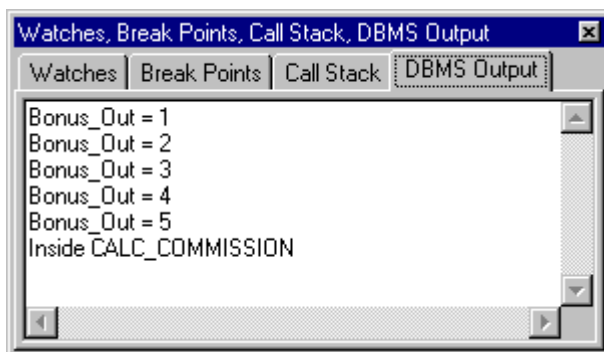 Watches, Break Points, Call Stack, DBMS Output
Watches Break Points Call Stack DBMS Output
Bonus_Out = 1
Bonus_Out = 2
Bonus_Out = 3
Bonus_Out = 4
Bonus_Out = 5
Inside CALC_COMMISSION